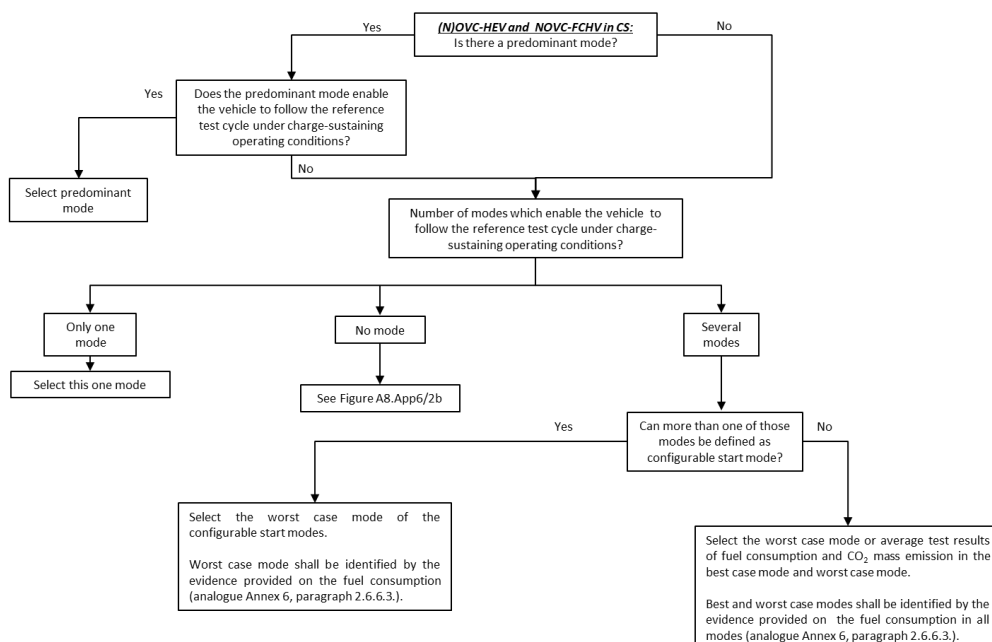 (N)OVC-HEV and NOVC-FCHV in CS:
Is there a predominant mode?
Yes
No
Does the predominant mode enable
the vehicle to follow the reference
test cycle under charge-sustaining
operating conditions?
Yes
No
Select predominant
mode
Number of modes which enable the vehicle to
follow the reference test cycle under charge-
sustaining operating conditions?
Only one
mode
No mode
Several
modes
Select this one mode
See Figure A8.App6/2b
Can more than one of those
modes be defined as
configurable start mode?
Yes
No
Select the worst case mode of the
configurable start modes.
Worst case mode shall be identified by the
evidence provided on the fuel consumption
(analogue Annex 6, paragraph 2.6.6.3.).
Select the worst case mode or average test results
of fuel consumption and CO₂ mass emission in the
best case mode and worst case mode.
Best and worst case modes shall be identified by the
evidence provided on the fuel consumption in all
modes (analogue Annex 6, paragraph 2.6.6.3.).